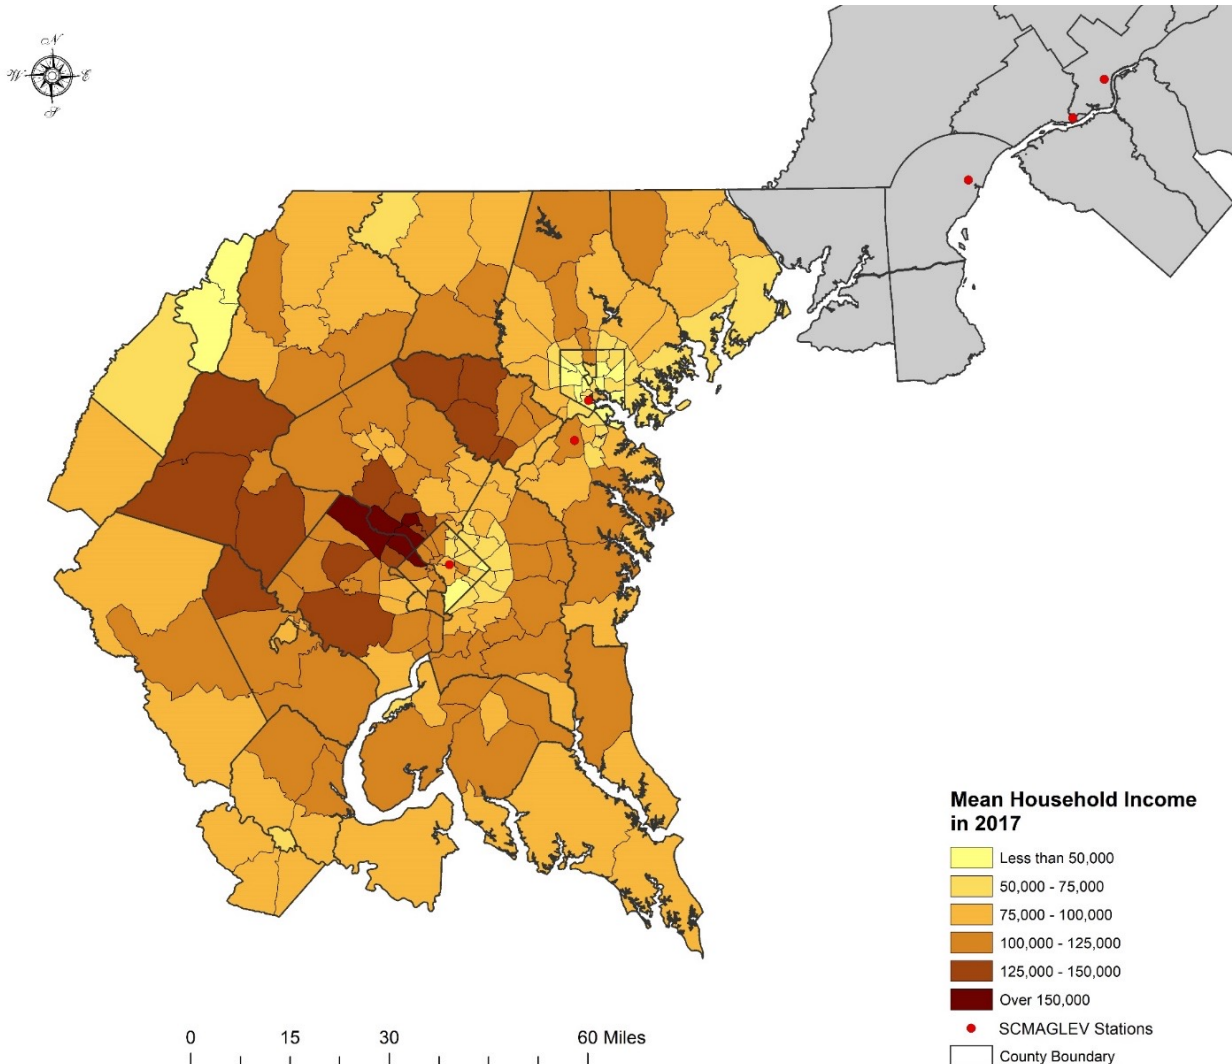 N
W E
S
Mean Household Income
in 2017
Less than 50,000
50,000 - 75,000
75,000 - 100,000
100,000 - 125,000
125,000 - 150,000
Over 150,000
SCMAGLEV Stations
County Boundary
0 15 30 60 Miles